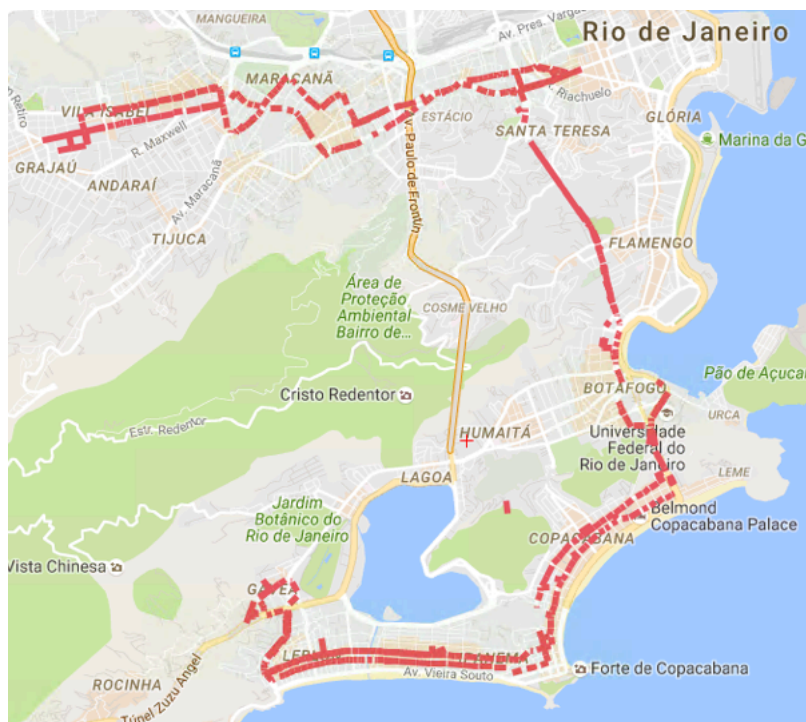 MANGUEIRA
Av. Pres. Varga
Rio de Janeiro
MARACANÃ
VILA ISABEL
Retiro
R. Maxwell
ESTÁCIO
Riachuelo
SANTA TERESA
GLÓRIA
Marina da G
GRAJAÚ
ANDARAÍ
Av. Maracanã
Av. Paulo de Frontin
TIJUCA
FLAMENGO
Área de
Proteção
Ambiental
Bairro de...
COSME VELHO
Pão de Açuca
Cristo Redentor
BOTAFOGO
Estr. Redentor
HUMAITÁ
URCA
Universidade
Federal do
Rio de Janeiro
LAGOA
LEME
Jardim
Botânico do
Rio de Janeiro
Belmond
Copacabana Palace
COPACABANA
Vista Chinesa
GÁVEA
LEBLON
IPANEMA
Forte de Copacabana
Av. Vieira Souto
ROCINHA
Túnel Zuzu Angel